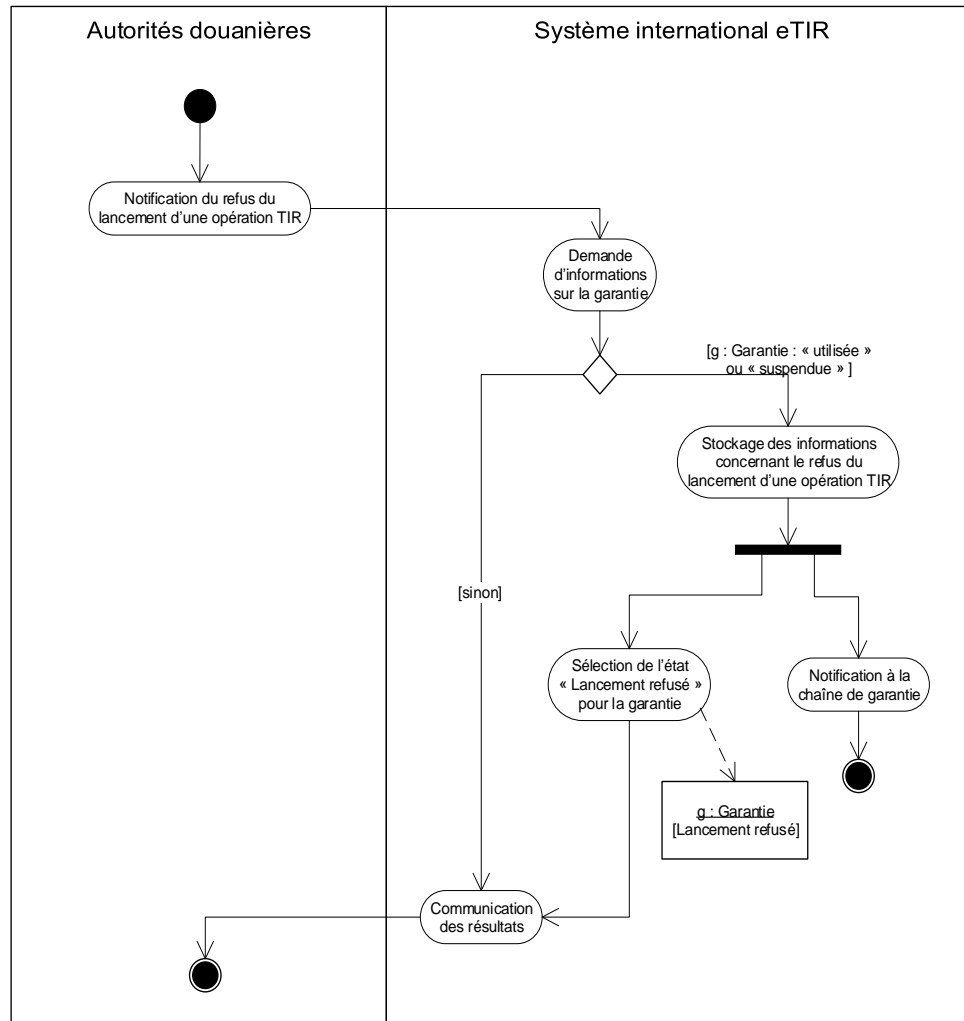 Autorités douanières
Système international eTIR
Notification du refus du
lancement d'une opération TIR
Demande
d'informations
sur la garantie
[g : Garantie : « utilisée »
ou « suspendue » ]
Stockage des informations
concernant le refus du
lancement d'une opération TIR
[sinon]
Sélection de l'état
« Lancement refusé »
pour la garantie
Notification à la
chaîne de garantie
g : Garantie
[Lancement refusé]
Communication
des résultats